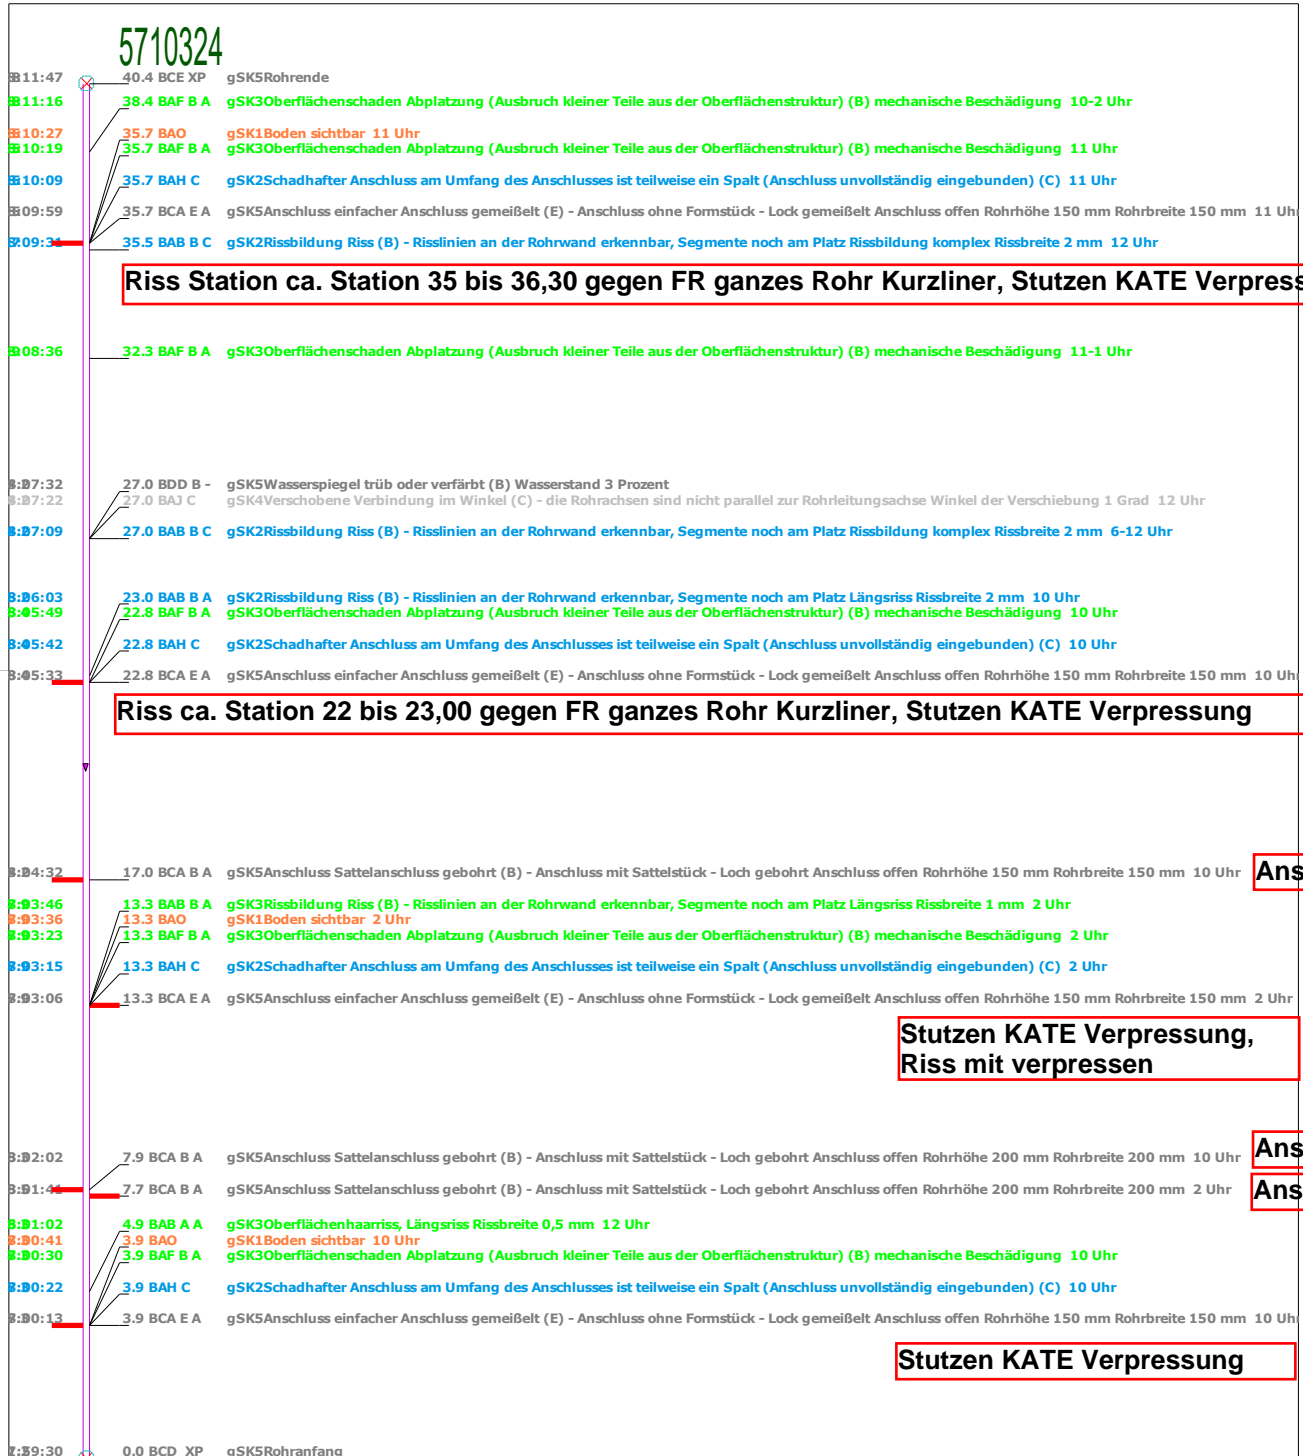 5710324
11:47 40.4 BCE XP gSK5Rohrende
11:16 38.4 BAF B A gSK3Oberflächenschaden Abplatzung (Ausbruch kleiner Teile aus der Oberflächenstruktur) (B) mechanische Beschädigung 10-2 Uhr
10:27 35.7 BAO gSK1Boden sichtbar 11 Uhr
10:19 35.7 BAF B A gSK3Oberflächenschaden Abplatzung (Ausbruch kleiner Teile aus der Oberflächenstruktur) (B) mechanische Beschädigung 11 Uhr
10:09 35.7 BAH C gSK2Schadhafter Anschluss am Umfang des Anschlusses ist teilweise ein Spalt (Anschluss unvollständig eingebunden) (C) 11 Uhr
09:59 35.7 BCA E A gSK5Anschluss einfacher Anschluss gemeißelt (E) - Anschluss ohne Formstück - Lock gemeißelt Anschluss offen Rohrhöhe 150 mm Rohrbreite 150 mm 11 Uhr
09:31 35.5 BAB B C gSK2Rissbildung Riss (B) - Risslinien an der Rohrwand erkennbar, Segmente noch am Platz Rissbildung komplex Rissbreite 2 mm 12 Uhr
Riss Station ca. Station 35 bis 36,30 gegen FR ganzes Rohr Kurzliner, Stutzen KATE Verpress
08:36 32.3 BAF B A gSK3Oberflächenschaden Abplatzung (Ausbruch kleiner Teile aus der Oberflächenstruktur) (B) mechanische Beschädigung 11-1 Uhr
07:32 27.0 BDD B - gSK5Wasserspiegel trüb oder verfärbt (B) Wasserstand 3 Prozent
07:22 27.0 BAJ C gSK4Verschobene Verbindung im Winkel (C) - die Rohrachsen sind nicht parallel zur Rohrleitungsachse Winkel der Verschiebung 1 Grad 12 Uhr
07:09 27.0 BAB B C gSK2Rissbildung Riss (B) - Risslinien an der Rohrwand erkennbar, Segmente noch am Platz Rissbildung komplex Rissbreite 2 mm 6-12 Uhr
06:03 23.0 BAB B A gSK2Rissbildung Riss (B) - Risslinien an der Rohrwand erkennbar, Segmente noch am Platz Längsriss Rissbreite 2 mm 10 Uhr
05:49 22.8 BAF B A gSK3Oberflächenschaden Abplatzung (Ausbruch kleiner Teile aus der Oberflächenstruktur) (B) mechanische Beschädigung 10 Uhr
05:42 22.8 BAH C gSK2Schadhafter Anschluss am Umfang des Anschlusses ist teilweise ein Spalt (Anschluss unvollständig eingebunden) (C) 10 Uhr
05:33 22.8 BCA E A gSK5Anschluss einfacher Anschluss gemeißelt (E) - Anschluss ohne Formstück - Lock gemeißelt Anschluss offen Rohrhöhe 150 mm Rohrbreite 150 mm 10 Uhr
Riss ca. Station 22 bis 23,00 gegen FR ganzes Rohr Kurzliner, Stutzen KATE Verpressung
04:32 17.0 BCA B A gSK5Anschluss Sattelanschluss gebohrt (B) - Anschluss mit Sattelstück - Loch gebohrt Anschluss offen Rohrhöhe 150 mm Rohrbreite 150 mm 10 Uhr Ans
03:46 13.3 BAB B A gSK3Rissbildung Riss (B) - Risslinien an der Rohrwand erkennbar, Segmente noch am Platz Längsriss Rissbreite 1 mm 2 Uhr
03:36 13.3 BAO gSK1Boden sichtbar 2 Uhr
03:23 13.3 BAF B A gSK3Oberflächenschaden Abplatzung (Ausbruch kleiner Teile aus der Oberflächenstruktur) (B) mechanische Beschädigung 2 Uhr
03:15 13.3 BAH C gSK2Schadhafter Anschluss am Umfang des Anschlusses ist teilweise ein Spalt (Anschluss unvollständig eingebunden) (C) 2 Uhr
03:06 13.3 BCA E A gSK5Anschluss einfacher Anschluss gemeißelt (E) - Anschluss ohne Formstück - Lock gemeißelt Anschluss offen Rohrhöhe 150 mm Rohrbreite 150 mm 2 Uhr
Stutzen KATE Verpressung,
Riss mit verpressen
02:02 7.9 BCA B A gSK5Anschluss Sattelanschluss gebohrt (B) - Anschluss mit Sattelstück - Loch gebohrt Anschluss offen Rohrhöhe 200 mm Rohrbreite 200 mm 10 Uhr Ans
01:41 7.7 BCA B A gSK5Anschluss Sattelanschluss gebohrt (B) - Anschluss mit Sattelstück - Loch gebohrt Anschluss offen Rohrhöhe 200 mm Rohrbreite 200 mm 2 Uhr Ans
01:02 4.9 BAB A A gSK3Oberflächenhaarriss, Längsriss Rissbreite 0,5 mm 12 Uhr
00:41 3.9 BAO gSK1Boden sichtbar 10 Uhr
00:30 3.9 BAF B A gSK3Oberflächenschaden Abplatzung (Ausbruch kleiner Teile aus der Oberflächenstruktur) (B) mechanische Beschädigung 10 Uhr
00:22 3.9 BAH C gSK2Schadhafter Anschluss am Umfang des Anschlusses ist teilweise ein Spalt (Anschluss unvollständig eingebunden) (C) 10 Uhr
00:13 3.9 BCA E A gSK5Anschluss einfacher Anschluss gemeißelt (E) - Anschluss ohne Formstück - Lock gemeißelt Anschluss offen Rohrhöhe 150 mm Rohrbreite 150 mm 10 Uhr
Stutzen KATE Verpressung
59:30 0.0 BCD XP gSK5Rohranfang